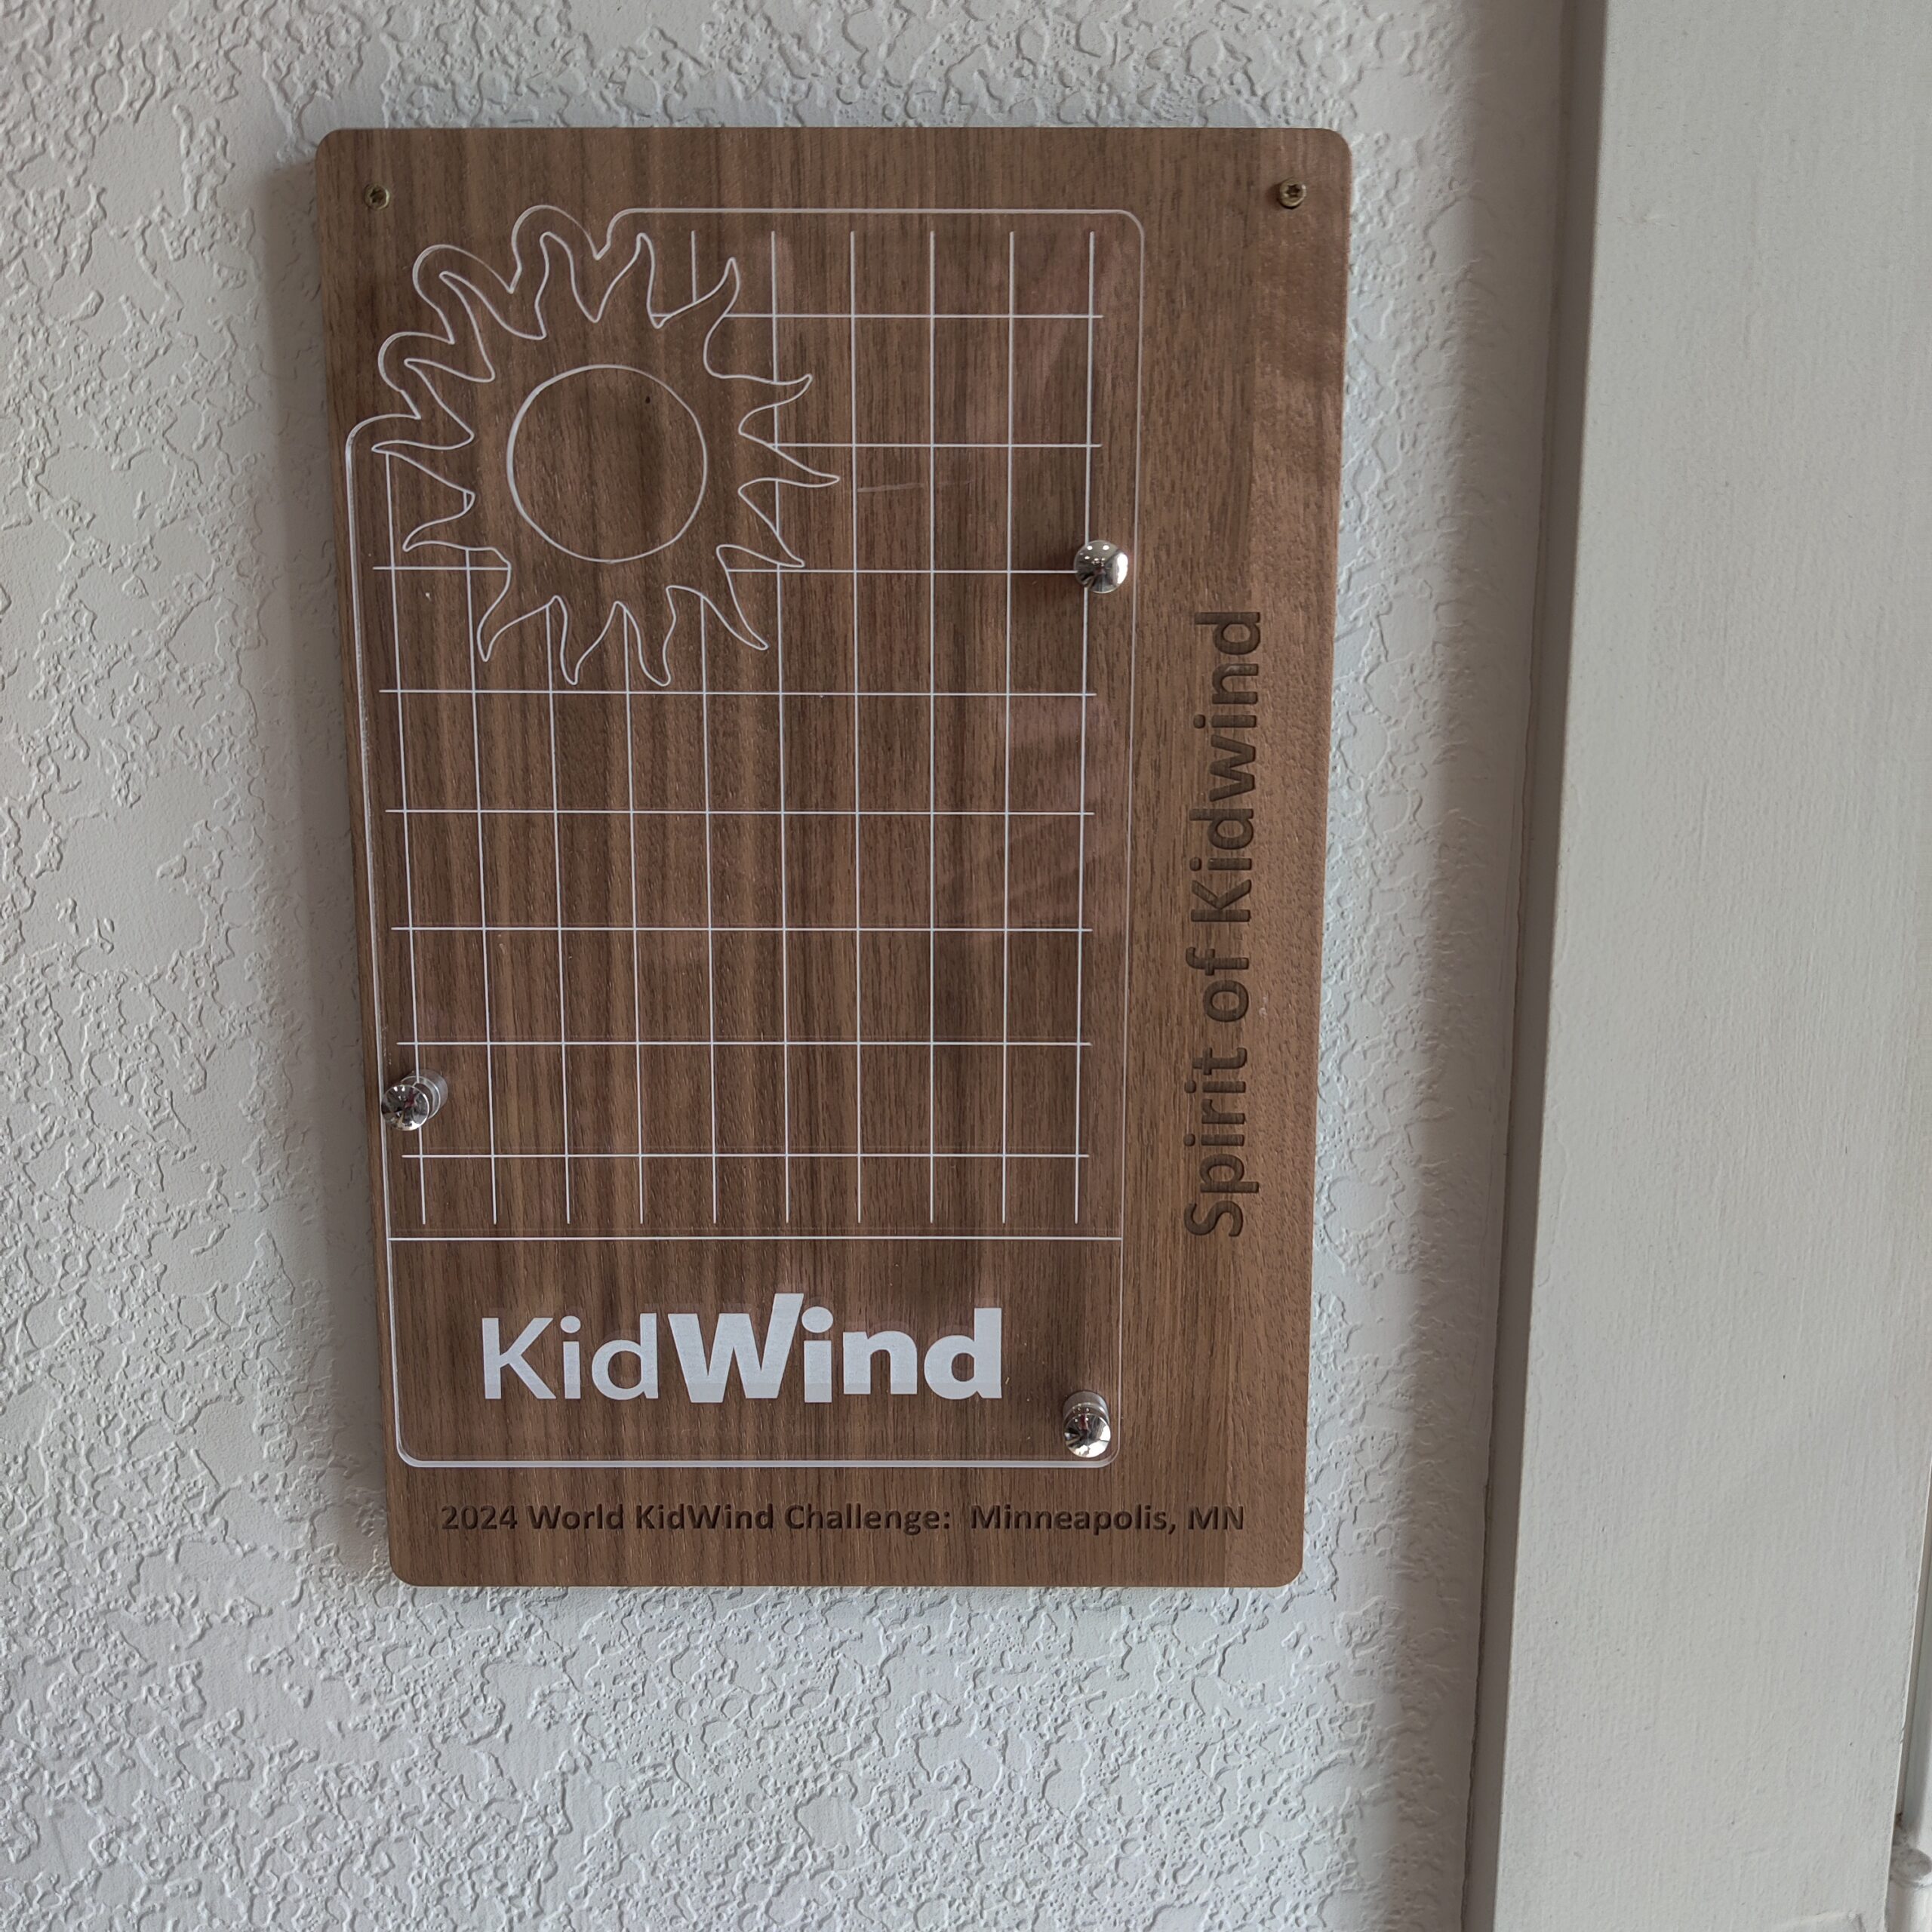 Spirit of Kidwind
KidWind
2024 World KidWind Challenge: Minneapolis, MN